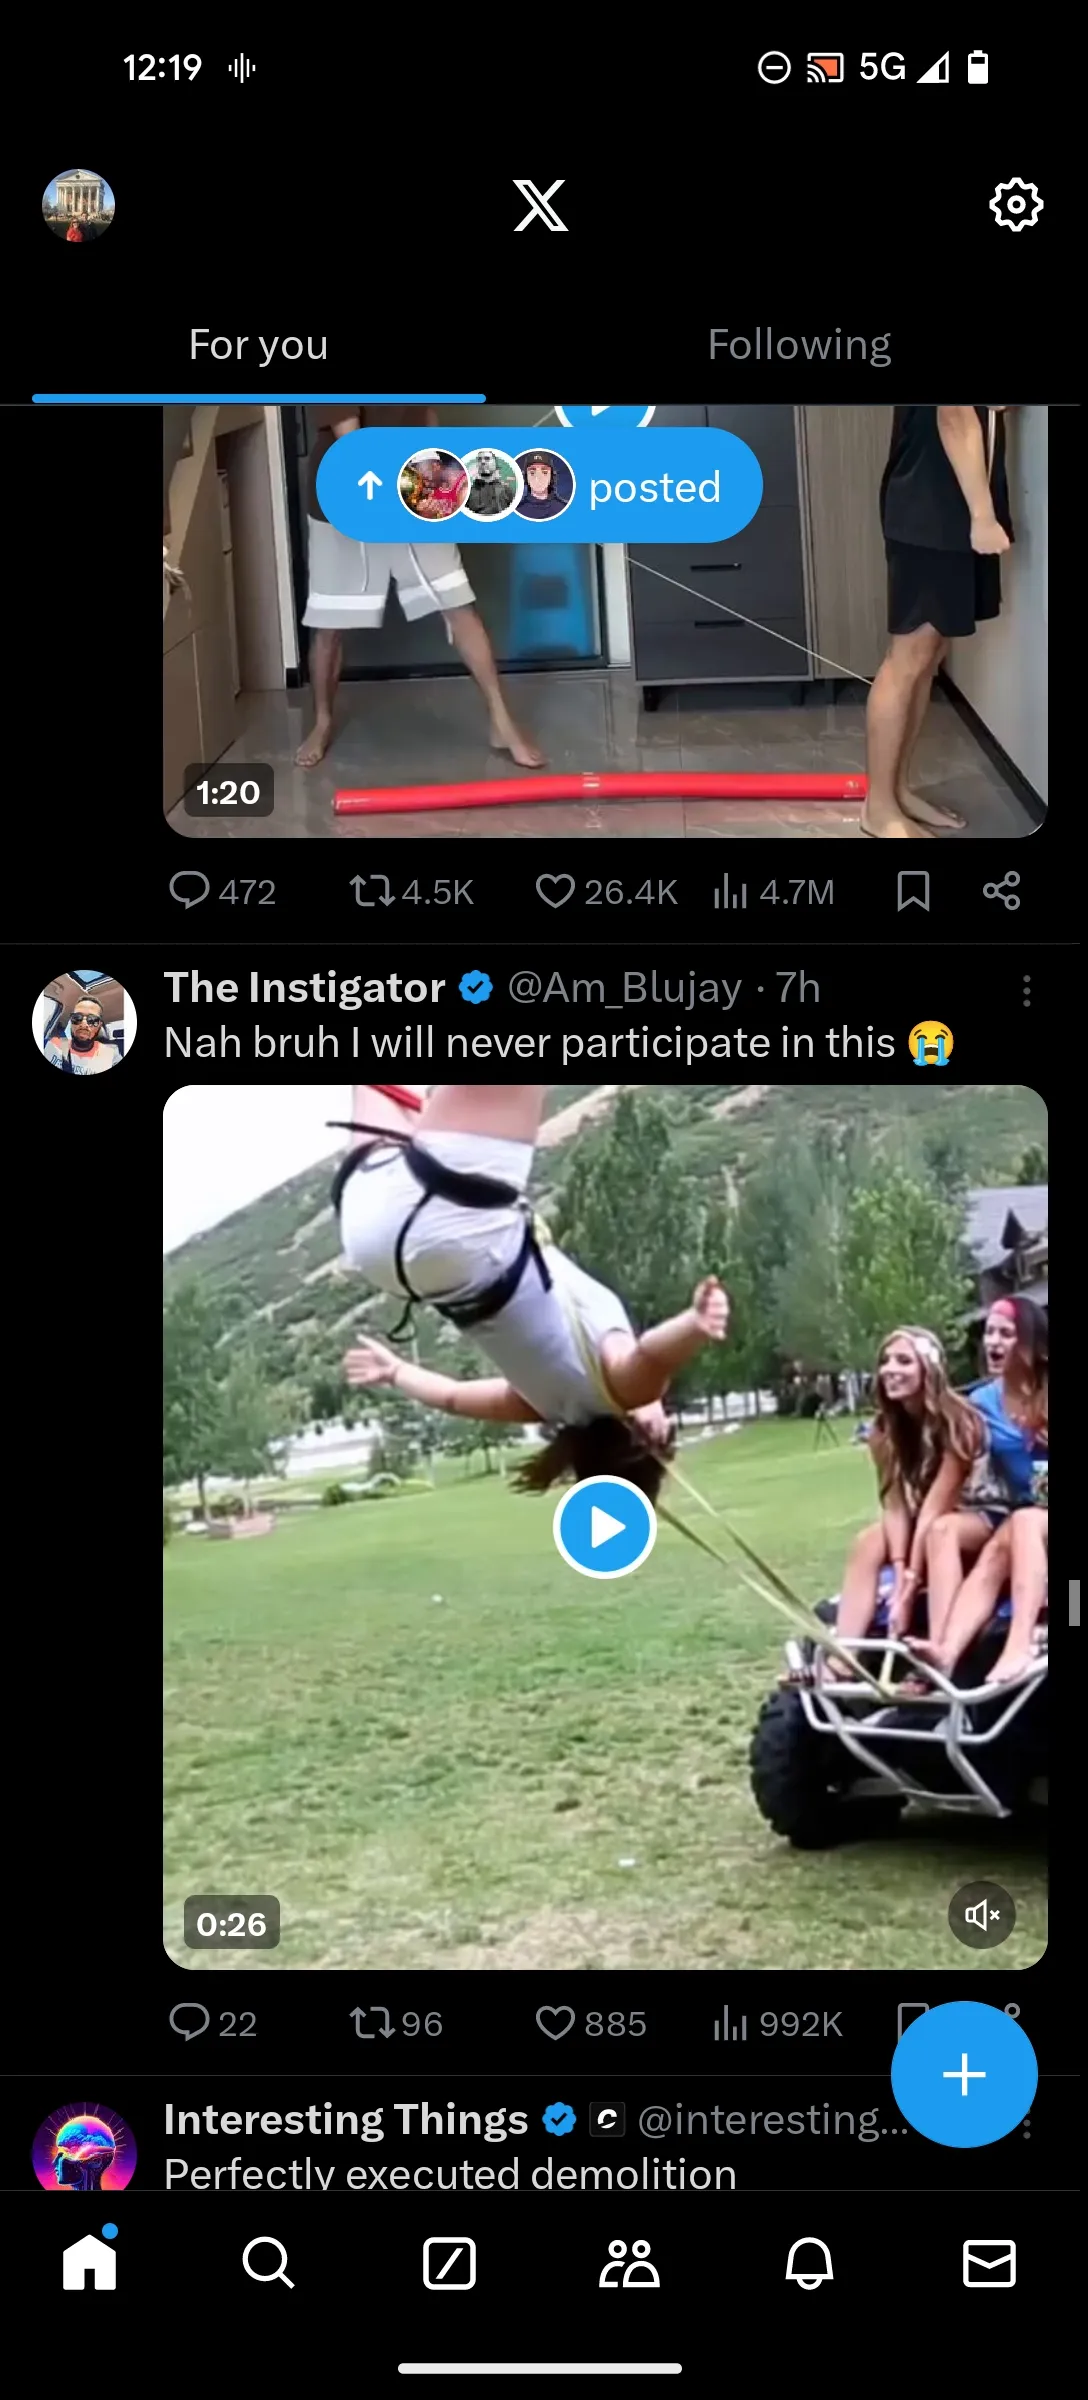 12:19
5G
For you
Following
posted
1:20
472
4.5K
26.4K
4.7M
The Instigator @Am_Blujay · 7h
Nah bruh I will never participate in this 😭
0:26
22
96
885
992K
Interesting Things @interesting...
Perfectly executed demolition